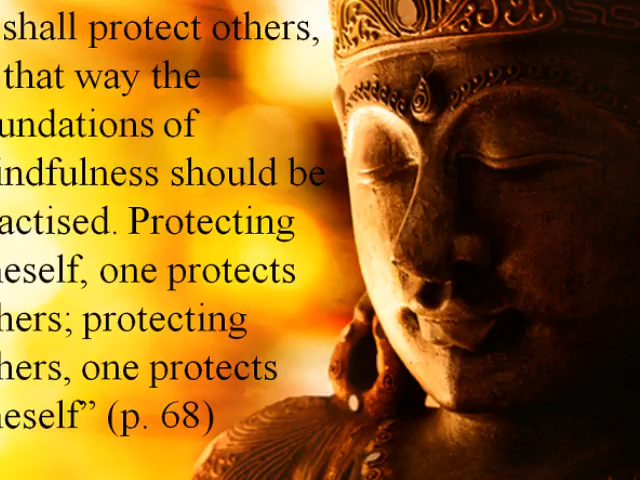 shall protect others,
that way the
undations of
indfulness should be
actised. Protecting
neself, one protects
hers; protecting
hers, one protects
neself” (p. 68)